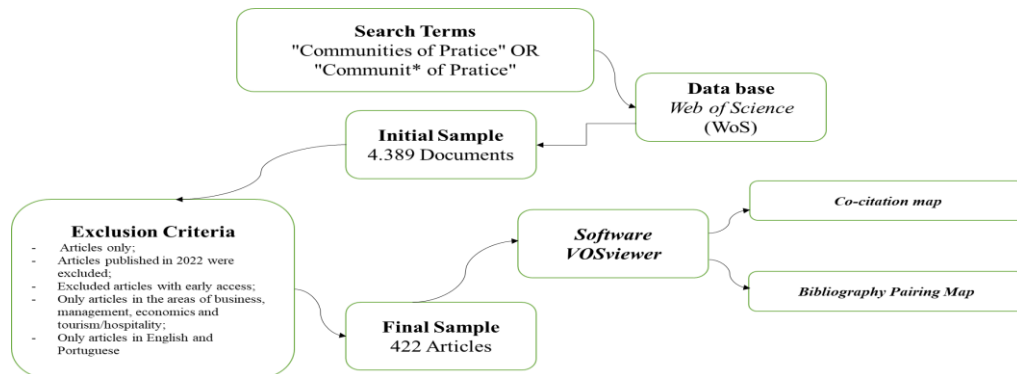 Search Terms
"Communities of Pratice" OR
"Communit* of Pratice"
Data base
Web of Science
(WoS)
Initial Sample
4.389 Documents
Exclusion Criteria
- Articles only;
- Articles published in 2022 were
excluded;
- Excluded articles with early access;
- Only articles in the areas of business,
management, economics and
tourism/hospitality;
- Only articles in English and
Portuguese
Final Sample
422 Articles
Software
VOSviewer
Co-citation map
Bibliography Pairing Map